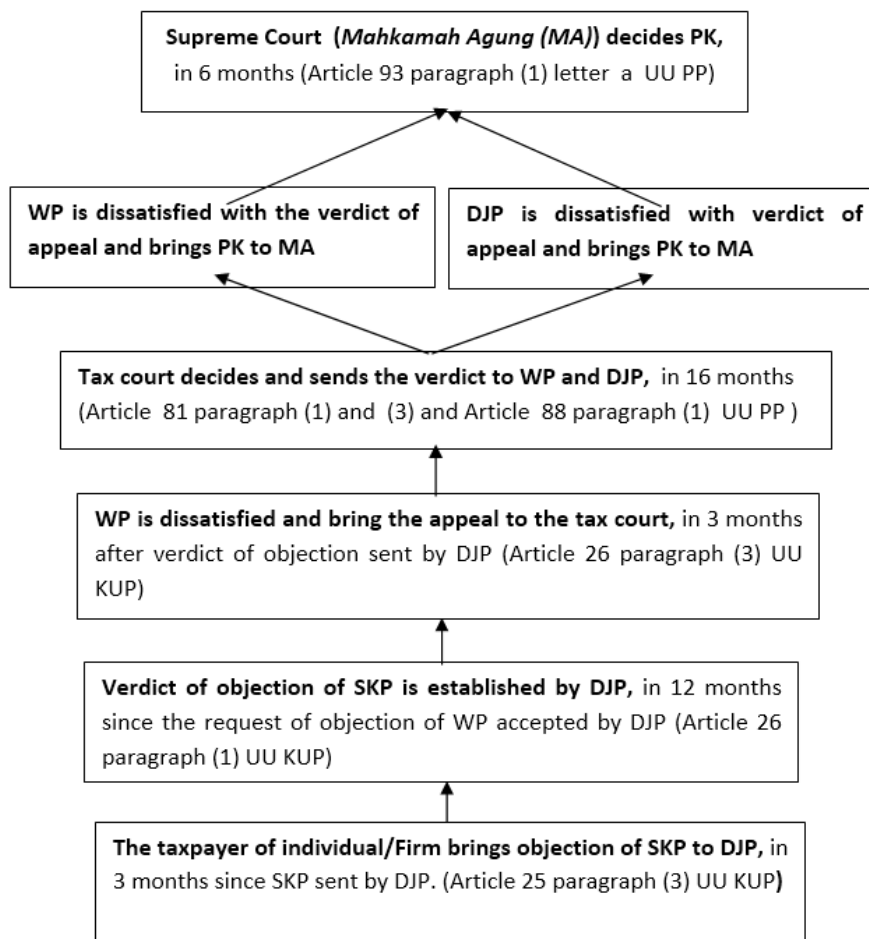 Supreme Court (Mahkamah Agung (MA)) decides PK,
in 6 months (Article 93 paragraph (1) letter a UU PP)
WP is dissatisfied with the verdict of
appeal and brings PK to MA
DJP is dissatisfied with verdict of
appeal and brings PK to MA
Tax court decides and sends the verdict to WP and DJP, in 16 months
(Article 81 paragraph (1) and (3) and Article 88 paragraph (1) UU PP )
WP is dissatisfied and bring the appeal to the tax court, in 3 months
after verdict of objection sent by DJP (Article 26 paragraph (3) UU
KUP)
Verdict of objection of SKP is established by DJP, in 12 months
since the request of objection of WP accepted by DJP (Article 26
paragraph (1) UU KUP)
The taxpayer of individual/Firm brings objection of SKP to DJP, in
3 months since SKP sent by DJP. (Article 25 paragraph (3) UU KUP)